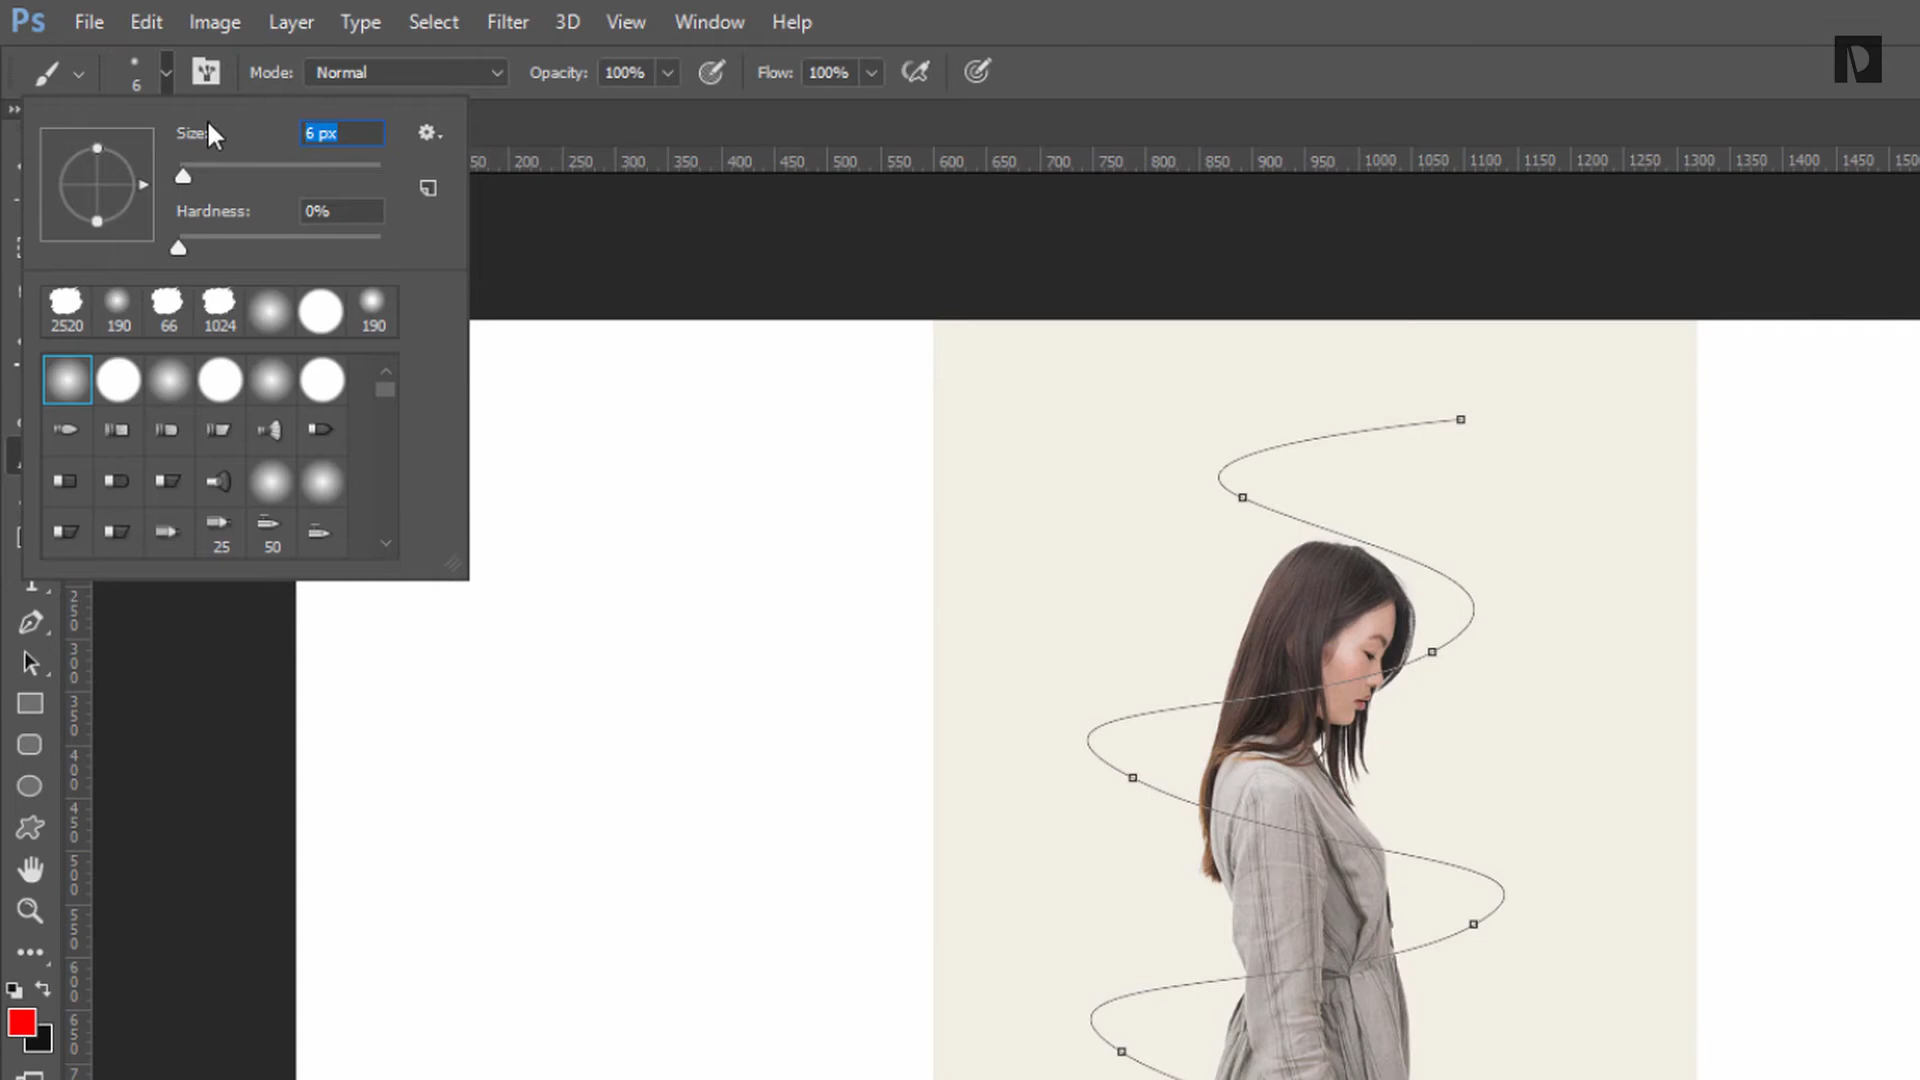 Ps File Edit Image Layer Type Select Filter 3D View Window Help
6 Mode: Normal Opacity: 100% Flow: 100%
Size: 6 px
50 200 250 300 350 400 450 500 550 600 650 700 750 800 850 900 950 1000 1050 1100 1150 1200 1250 1300 1350 1400 1450 1500
Hardness: 0%
2520 190 66 1024 190
25 50
250
300
350
400
450
500
550
600
650
7